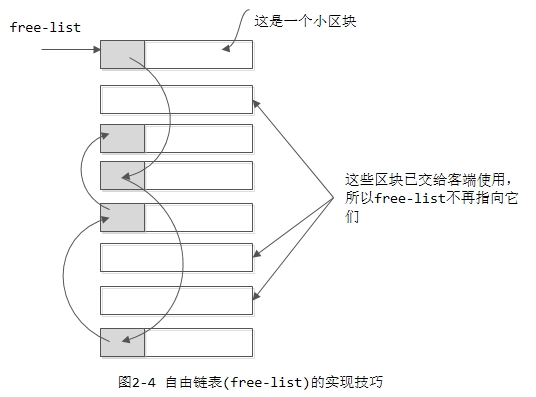 free-list
这是一个小区块
这些区块已交给客端使用,
所以free-list不再指向它
们
图2-4 自由链表(free-list)的实现技巧